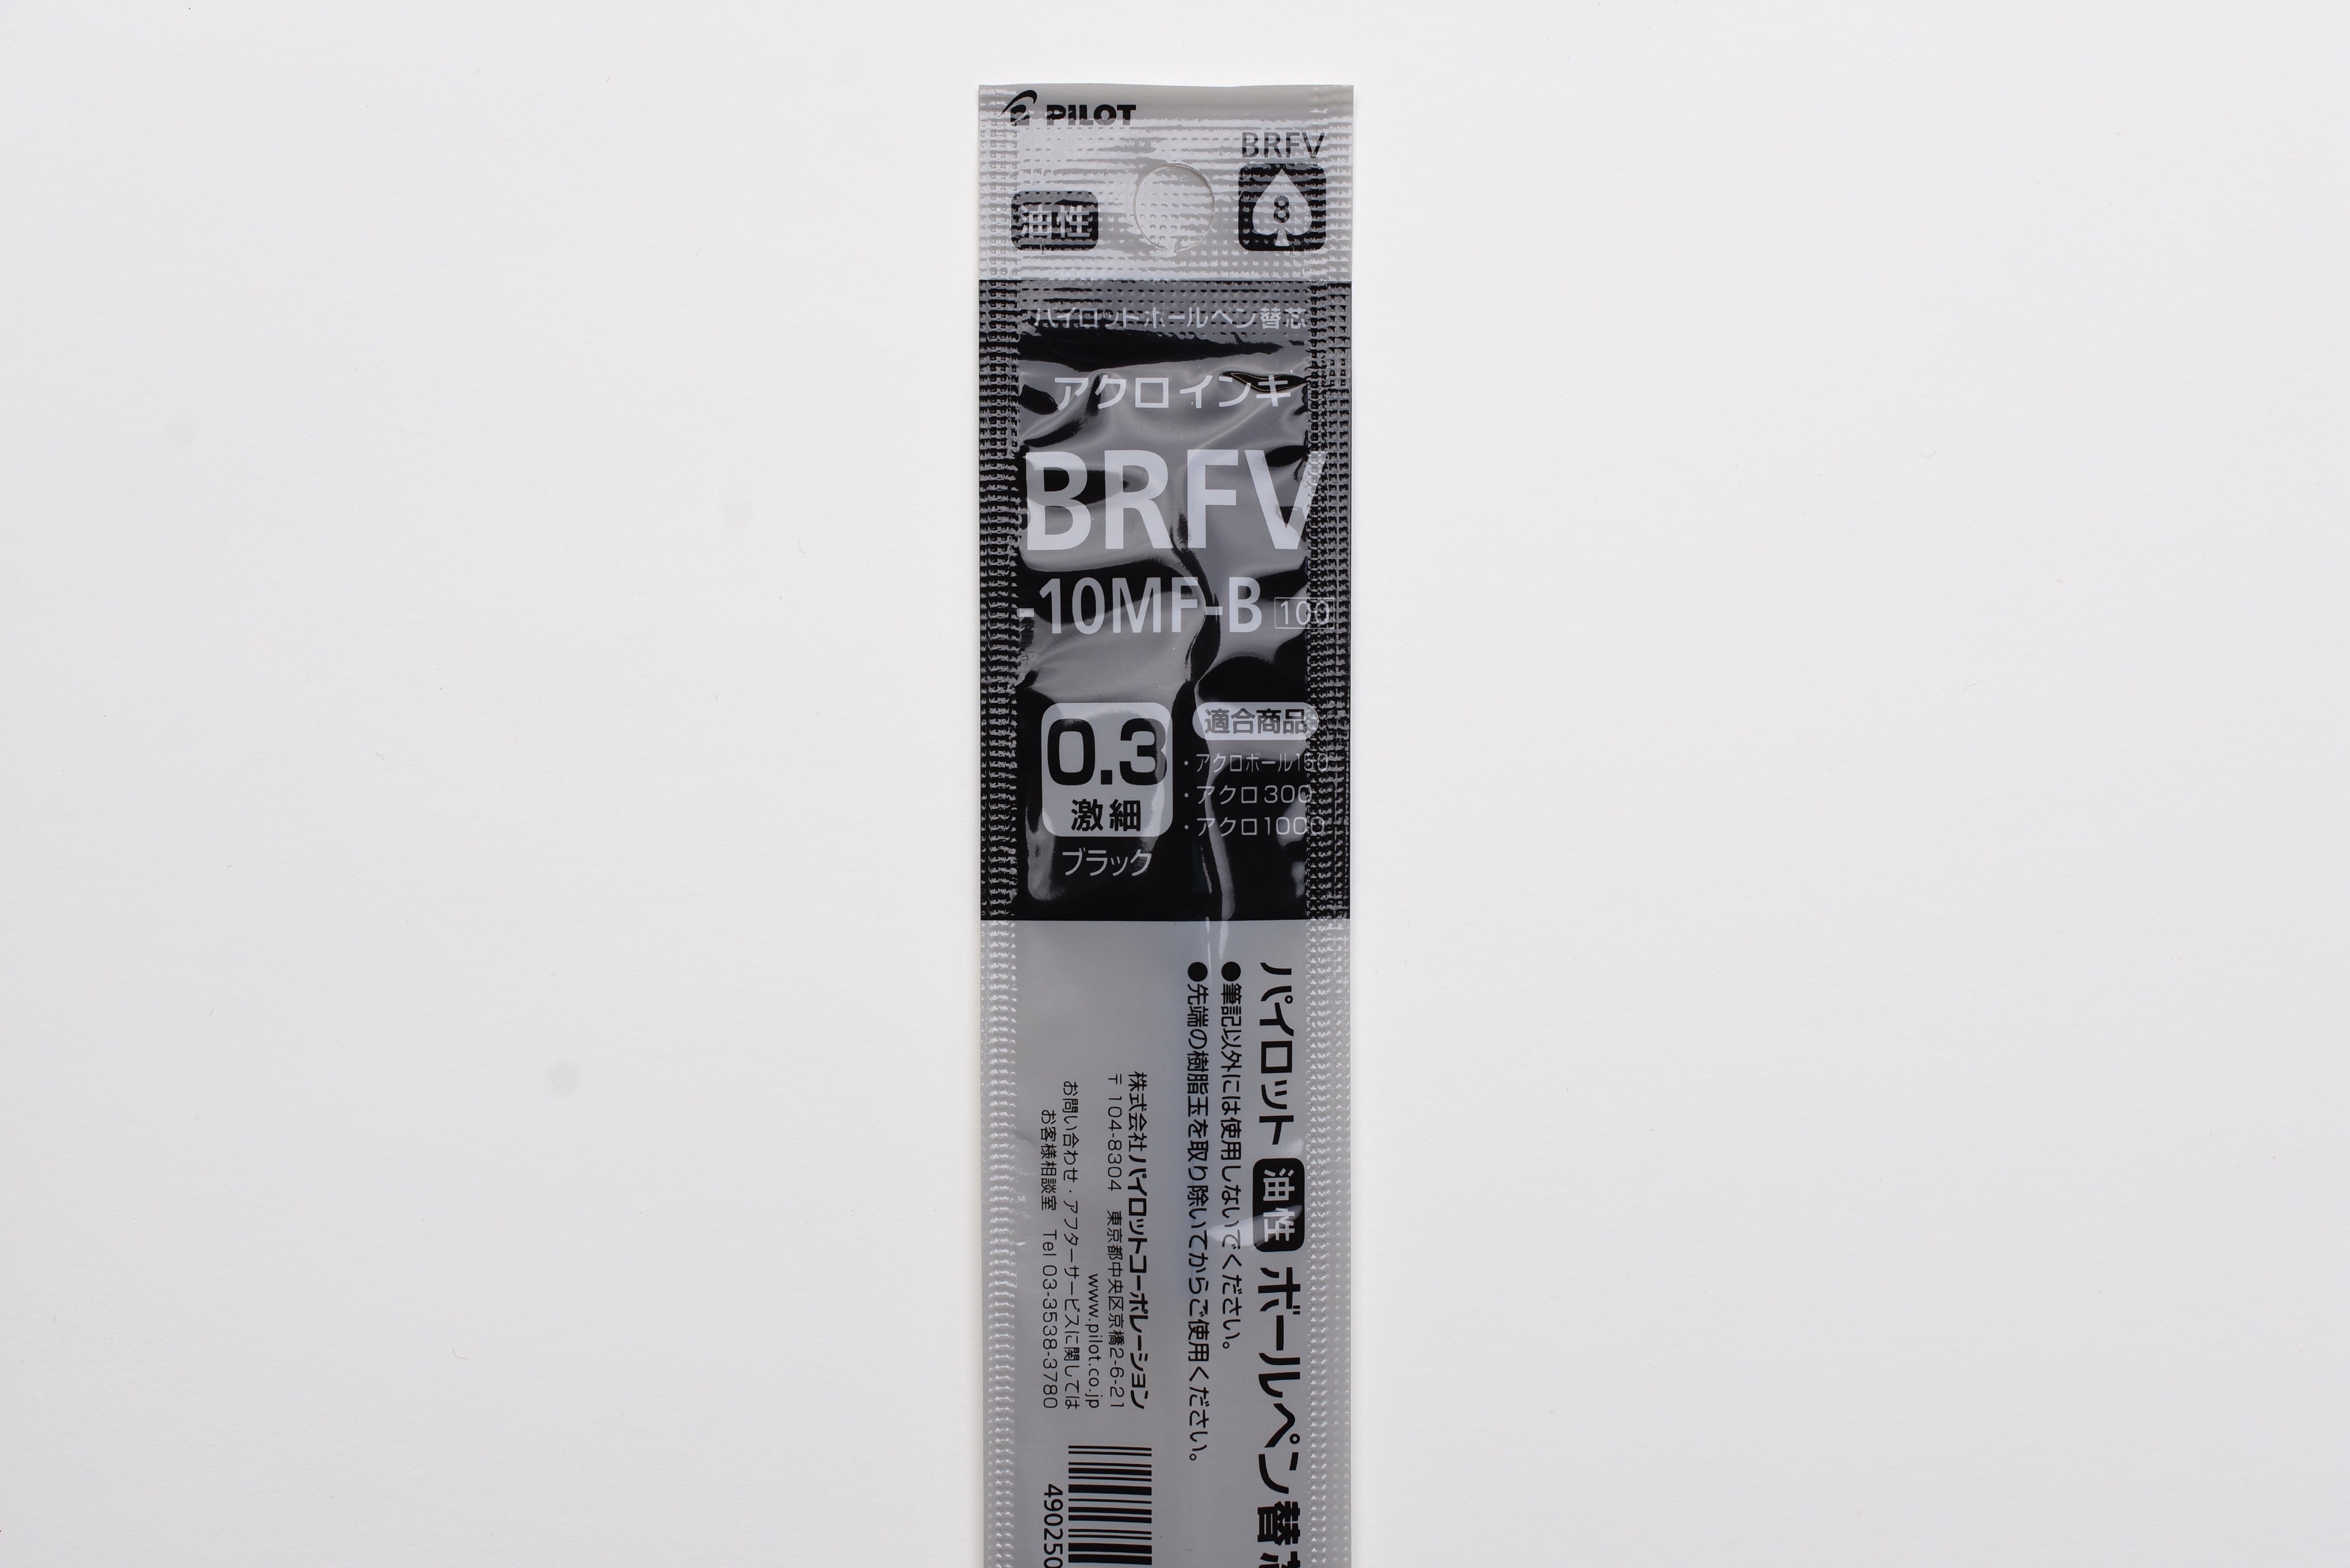 PILOT
BRFV
油性
8
パイロットボールペン替芯
アクロインキ
BRFV
-10MF-B 100
0.3
激細
ブラック
適合商品
・アクロボール150
・アクロ300
・アクロ1000
パイロット 油性 ボールペン替芯
●筆記以外には使用しないでください。
●先端の樹脂玉を取り除いてからご使用ください。
株式会社パイロットコーポレーション
〒104-8304 東京都中央区京橋2-6-21
www.pilot.co.jp
お問い合わせ・アフターサービスに関しては
お客様相談室 Tel 03-3538-3780
490250